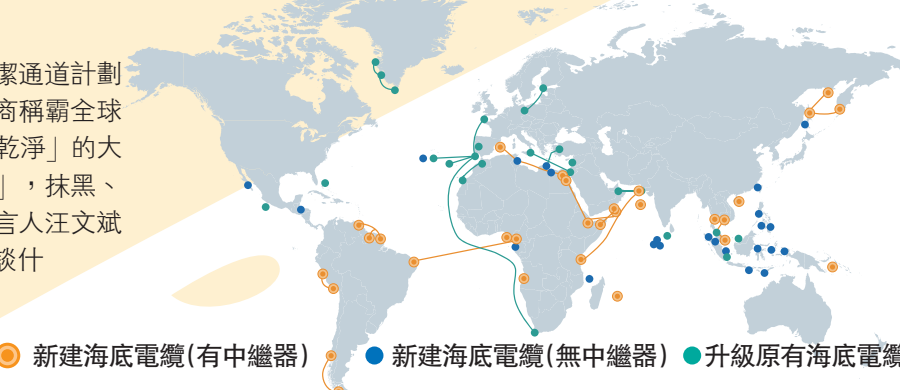 潔通道計劃
商稱霸全球
乾淨」的大
」，抹黑、
言人汪文斌
談什
新建海底電纜(有中繼器) 新建海底電纜(無中繼器) 升級原有海底電纜